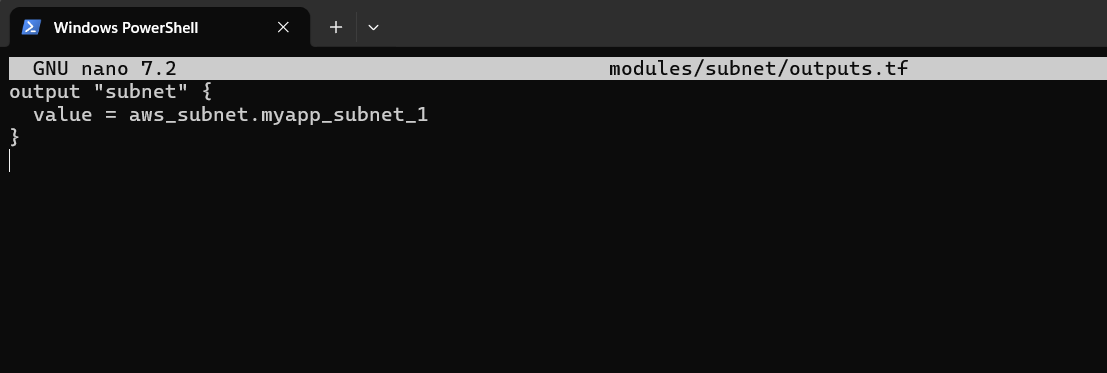 Windows PowerShell
GNU nano 7.2 modules/subnet/outputs.tf
output "subnet" {
  value = aws_subnet.myapp_subnet_1
}